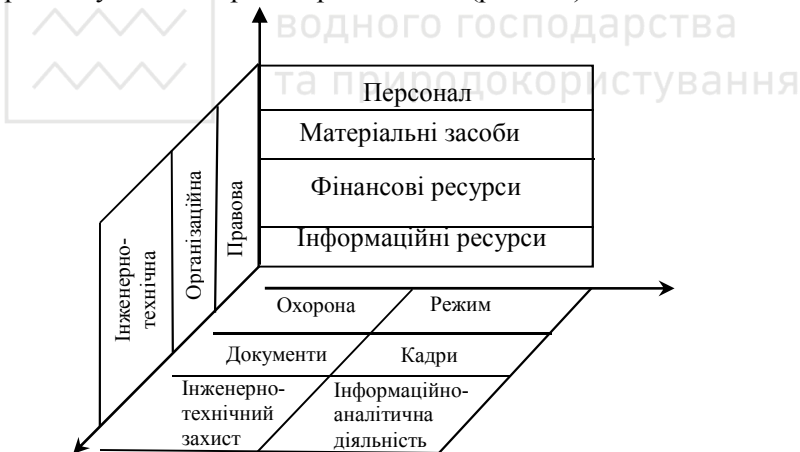 водного господарства
та природокористування
Персонал
Матеріальні засоби
Фінансові ресурси
Інформаційні ресурси
Інженерно-
технічна
Організаційна
Правова
Охорона
Режим
Документи
Кадри
Інженерно-
технічний
захист
Інформаційно-
аналітична
діяльність